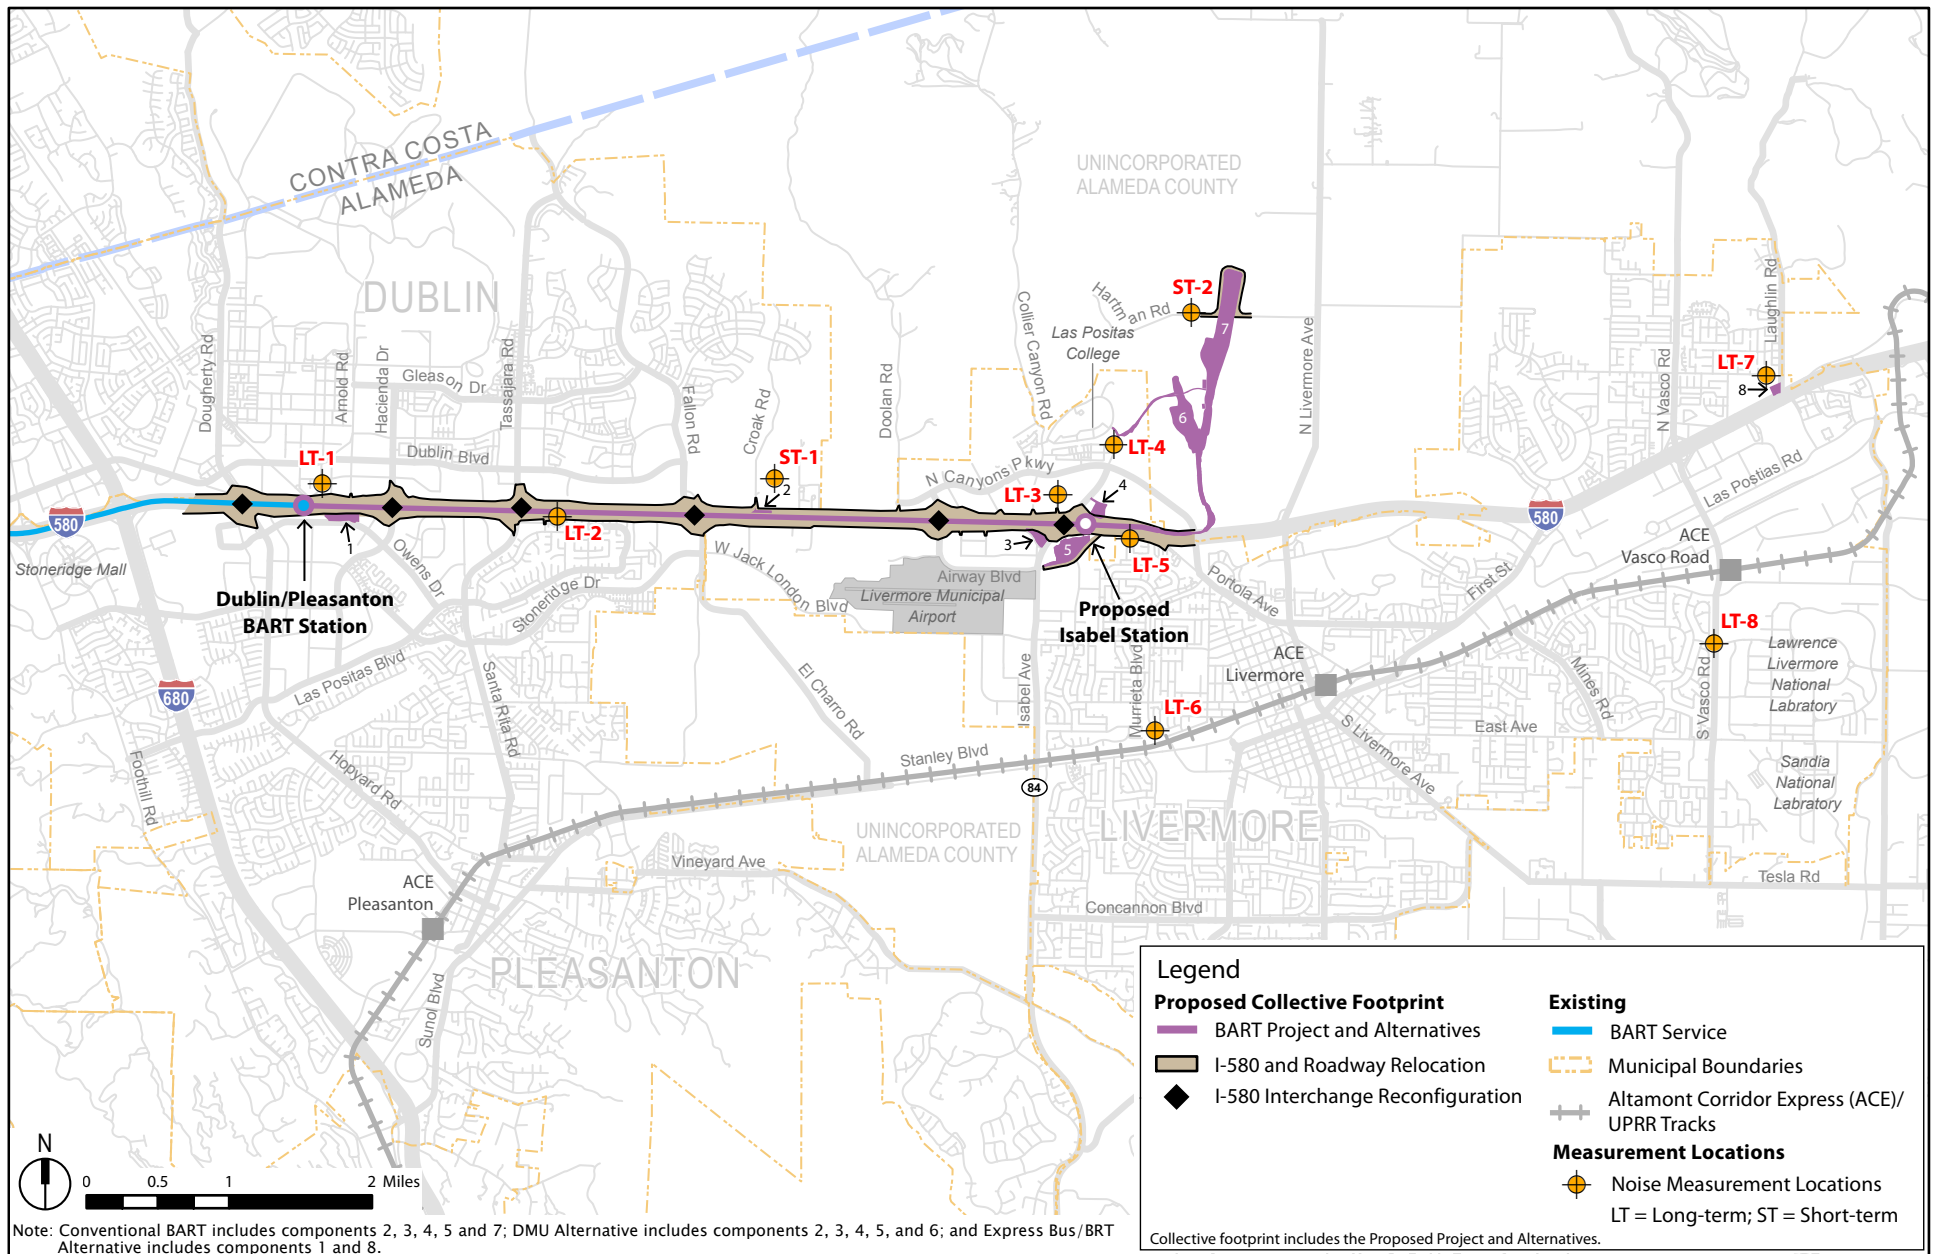 CONTRA COSTA
ALAMEDA
UNINCORPORATED
ALAMEDA COUNTY
DUBLIN
Dougherty Rd
Arnold Rd
Hacienda Dr
Gleason Dr
Tassajara Rd
Dublin Blvd
Fallon Rd
Croak Rd
Doolan Rd
Collier Canyon Rd
Hartman Rd
Las Positas
College
N Canyons Pkwy
N Livermore Ave
N Vasco Rd
Laughlin Rd
Las Postias Rd
ST-2
7
6
LT-7
8
LT-1
ST-1
2
LT-4
LT-3
4
LT-2
1
3
5
LT-5
580
580
Stoneridge Mall
Dublin/Pleasanton
BART Station
Owens Dr
Stoneridge Dr
W Jack London Blvd
Airway Blvd
Livermore Municipal
Airport
Proposed
Isabel Station
Portola Ave
First St
ACE
Vasco Road
680
Las Positas Blvd
Santa Rita Rd
El Charro Rd
Isabel Ave
Murrieta Blvd
ACE
Livermore
LT-6
LT-8
Mines Rd
S Vasco Rd
Lawrence
Livermore
National
Labratory
East Ave
Sandia
National
Labratory
Foothill Rd
Hopyard Rd
Stanley Blvd
84
S Livermore Ave
LIVERMORE
UNINCORPORATED
ALAMEDA COUNTY
Vineyard Ave
Tesla Rd
ACE
Pleasanton
Concannon Blvd
PLEASANTON
Sunol Blvd
Legend
Proposed Collective Footprint
BART Project and Alternatives
I-580 and Roadway Relocation
I-580 Interchange Reconfiguration
Existing
BART Service
Municipal Boundaries
Altamont Corridor Express (ACE)/
UPRR Tracks
Measurement Locations
Noise Measurement Locations
LT = Long-term; ST = Short-term
Collective footprint includes the Proposed Project and Alternatives.
N
0 0.5 1 2 Miles
Note: Conventional BART includes components 2, 3, 4, 5 and 7; DMU Alternative includes components 2, 3, 4, 5, and 6; and Express Bus/BRT
Alternative includes components 1 and 8.